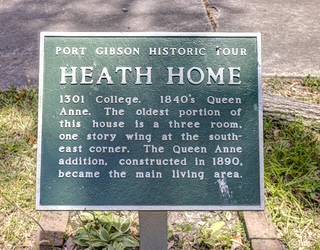 PORT GIBSON HISTORIC TOUR
HEATH HOME
1301 College. 1840's Queen
Anne. The oldest portion of
this house is a three room,
one story wing at the south-
east corner. The Queen Anne
addition, constructed in 1890,
became the main living area.